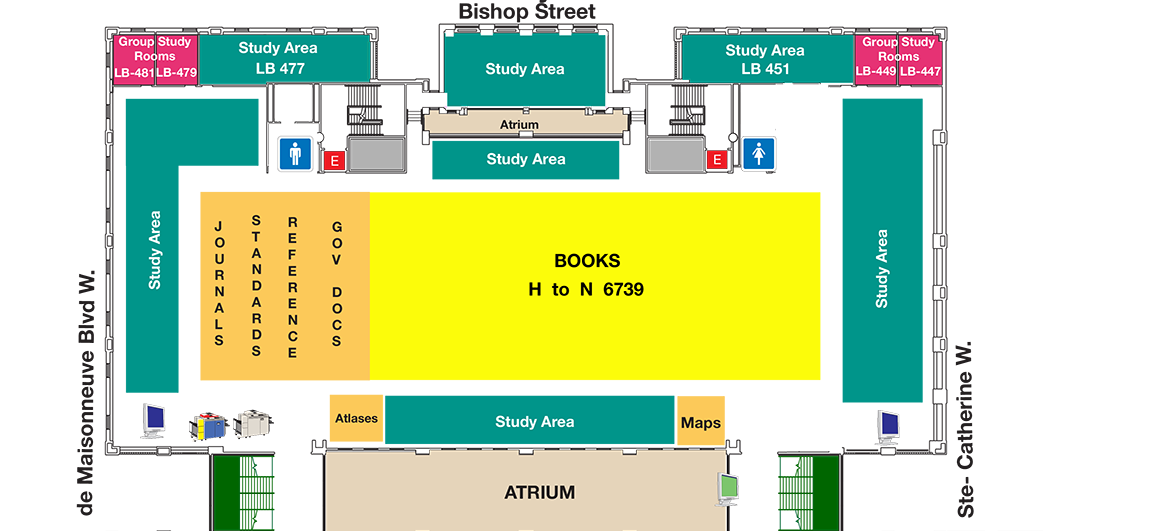 Bishop Street
Group Study
Rooms
LB-481 LB-479
Study Area
LB 477
Study Area
Study Area
LB 451
Group Study
Rooms
LB-449 LB-447
Atrium
Study Area
E
E
Study Area
JOURNALS
STANDARDS
REFERENCE
GOV DOCS
BOOKS
H to N 6739
Study Area
de Maisonneuve Blvd W.
Ste- Catherine W.
Atlases
Study Area
Maps
ATRIUM